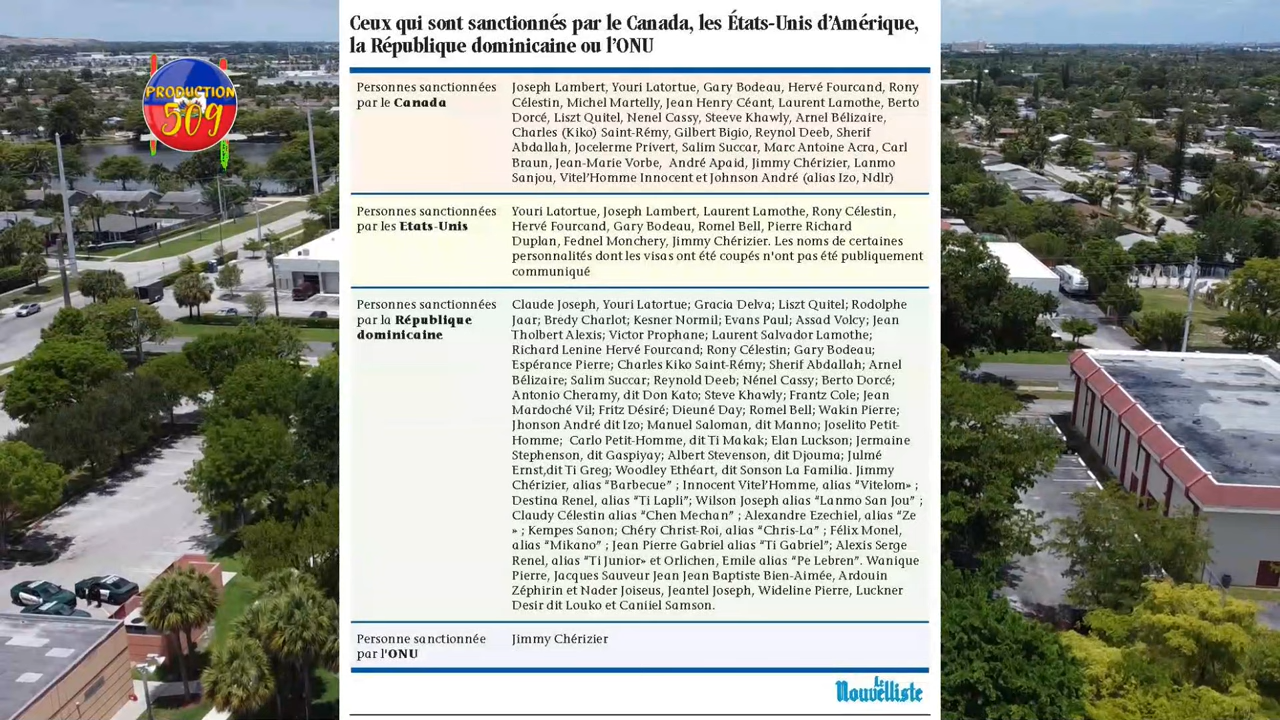 Ceux qui sont sanctionnés par le Canada, les États-Unis d'Amérique,
la République dominicaine ou l'ONU
PRODUCTION
509
Personnes sanctionnées
par le Canada
Joseph Lambert, Youri Latortue, Gary Bodeau, Hervé Fourcand, Rony
Célestin, Michel Martelly, Jean Henry Céant, Laurent Lamothe, Berto
Dorcé, Liszt Quitel, Nenel Cassy, Steeve Khawly, Arnel Bélizaire,
Charles (Kiko) Saint-Rémy, Gilbert Bigio, Reynol Deeb, Sherif
Abdallah, Jocelerme Privert, Salim Succar, Marc Antoine Acra, Carl
Braun, Jean-Marie Vorbe, André Apaid, Jimmy Chérizier, Lanmo
Sanjou, Vitel'Homme Innocent et Johnson André (alias Izo, Ndlr)
Personnes sanctionnées
par les Etats-Unis
Youri Latortue, Joseph Lambert, Laurent Lamothe, Rony Célestin,
Hervé Fourcand, Gary Bodeau, Romel Bell, Pierre Richard
Duplan, Fednel Monchery, Jimmy Chérizier. Les noms de certaines
personnalités dont les visas ont été coupés n'ont pas été publiquement
communiqué
Personnes sanctionnées
par la République
dominicaine
Claude Joseph, Youri Latortue; Gracia Delva; Liszt Quitel; Rodolphe
Jaar; Bredy Charlot; Kesner Normil; Evans Paul; Assad Volcy; Jean
Tholbert Alexis; Victor Prophane; Laurent Salvador Lamothe;
Richard Lenine Hervé Fourcand; Rony Célestin; Gary Bodeau;
Espérance Pierre; Charles Kiko Saint-Rémy; Sherif Abdallah; Arnel
Bélizaire; Salim Succar; Reynold Deeb; Nénel Cassy; Berto Dorcé;
Antonio Cheramy, dit Don Kato; Steve Khawly; Frantz Cole; Jean
Mardoché Vil; Fritz Désiré; Dieuné Day; Romel Bell; Wakin Pierre;
Jhonson André dit Izo; Manuel Saloman, dit Manno; Joselito Petit-
Homme; Carlo Petit-Homme, dit Ti Makak; Elan Luckson; Jermaine
Stephenson, dit Gaspiyay; Albert Stevenson, dit Djouma; Julmé
Ernst,dit Ti Greg; Woodley Ethéart, dit Sonson La Familia. Jimmy
Chérizier, alias "Barbecue" ; Innocent Vitel'Homme, alias "Vitelom» ;
Destina Renel, alias "Ti Lapli"; Wilson Joseph alias "Lanmo San Jou" ;
Claudy Célestin alias "Chen Mechan" ; Alexandre Ezechiel, alias "Ze
» ; Kempes Sanon; Chéry Christ-Roi, alias "Chris-La" ; Félix Monel,
alias "Mikano" ; Jean Pierre Gabriel alias "Ti Gabriel"; Alexis Serge
Renel, alias "Ti Junior» et Orlichen, Emile alias "Pe Lebren". Wanique
Pierre, Jacques Sauveur Jean Jean Baptiste Bien-Aimée, Ardouin
Zéphirin et Nader Joiseus, Jeantel Joseph, Wideline Pierre, Luckner
Desir dit Louko et Caniiel Samson.
Personne sanctionnée
par l'ONU
Jimmy Chérizier
Le
Nouvelliste